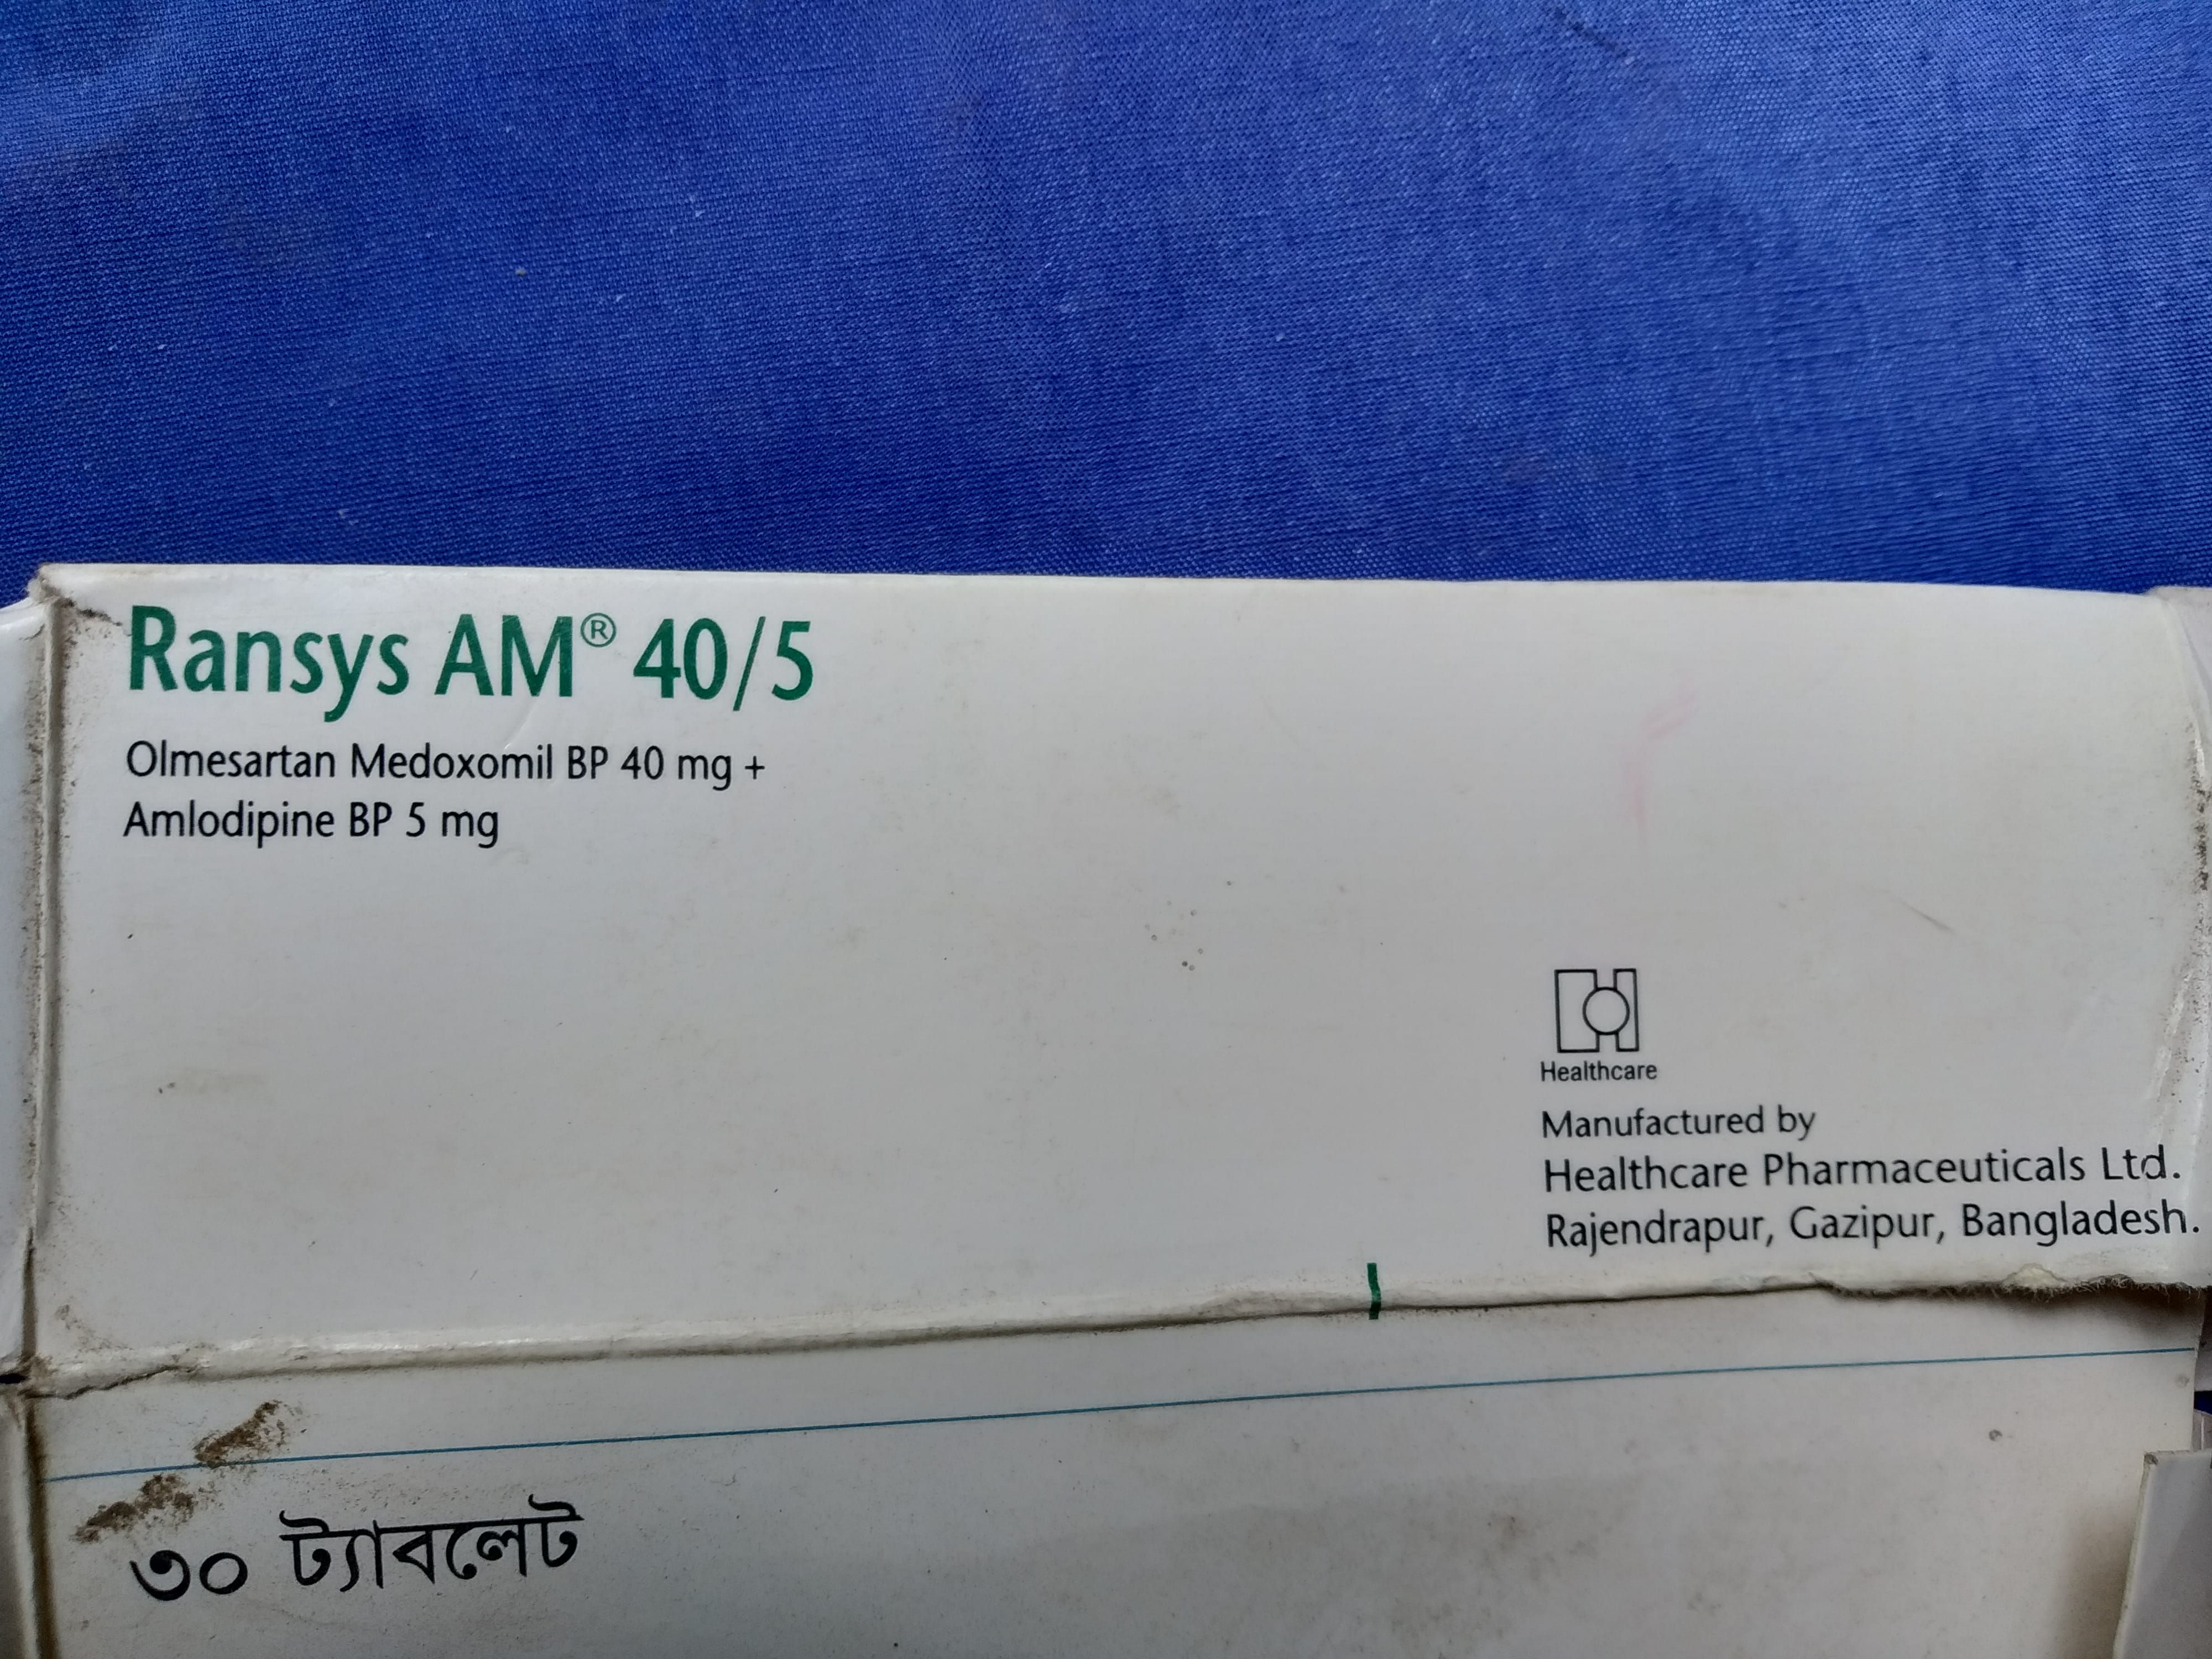 Ransys AM® 40/5
Olmesartan Medoxomil BP 40 mg +
Amlodipine BP 5 mg
Healthcare
Manufactured by
Healthcare Pharmaceuticals Ltd.
Rajendrapur, Gazipur, Bangladesh.
৩০ ট্যাবলেট